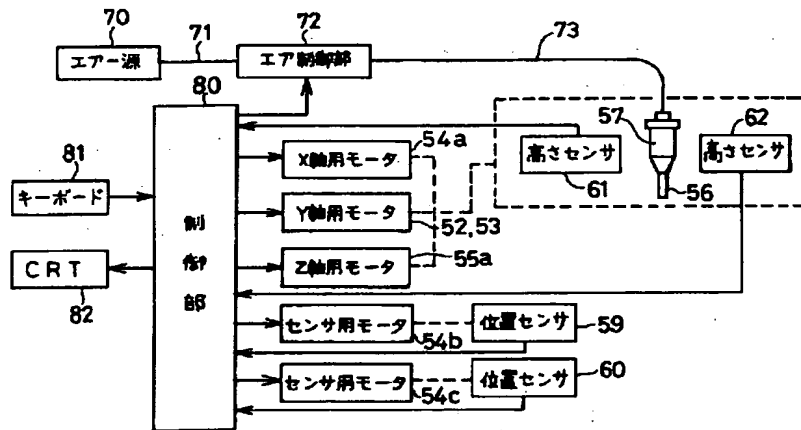 70
71
72
73
エアー源
エア制御部
80
57
62
54a
81
X軸用モータ
高さセンサ
高さセンサ
61
56
キーボード
Y軸用モータ
52,53
制御部
CRT
82
Z軸用モータ
55a
センサ用モータ
位置センサ
59
54b
センサ用モータ
位置センサ
60
54c